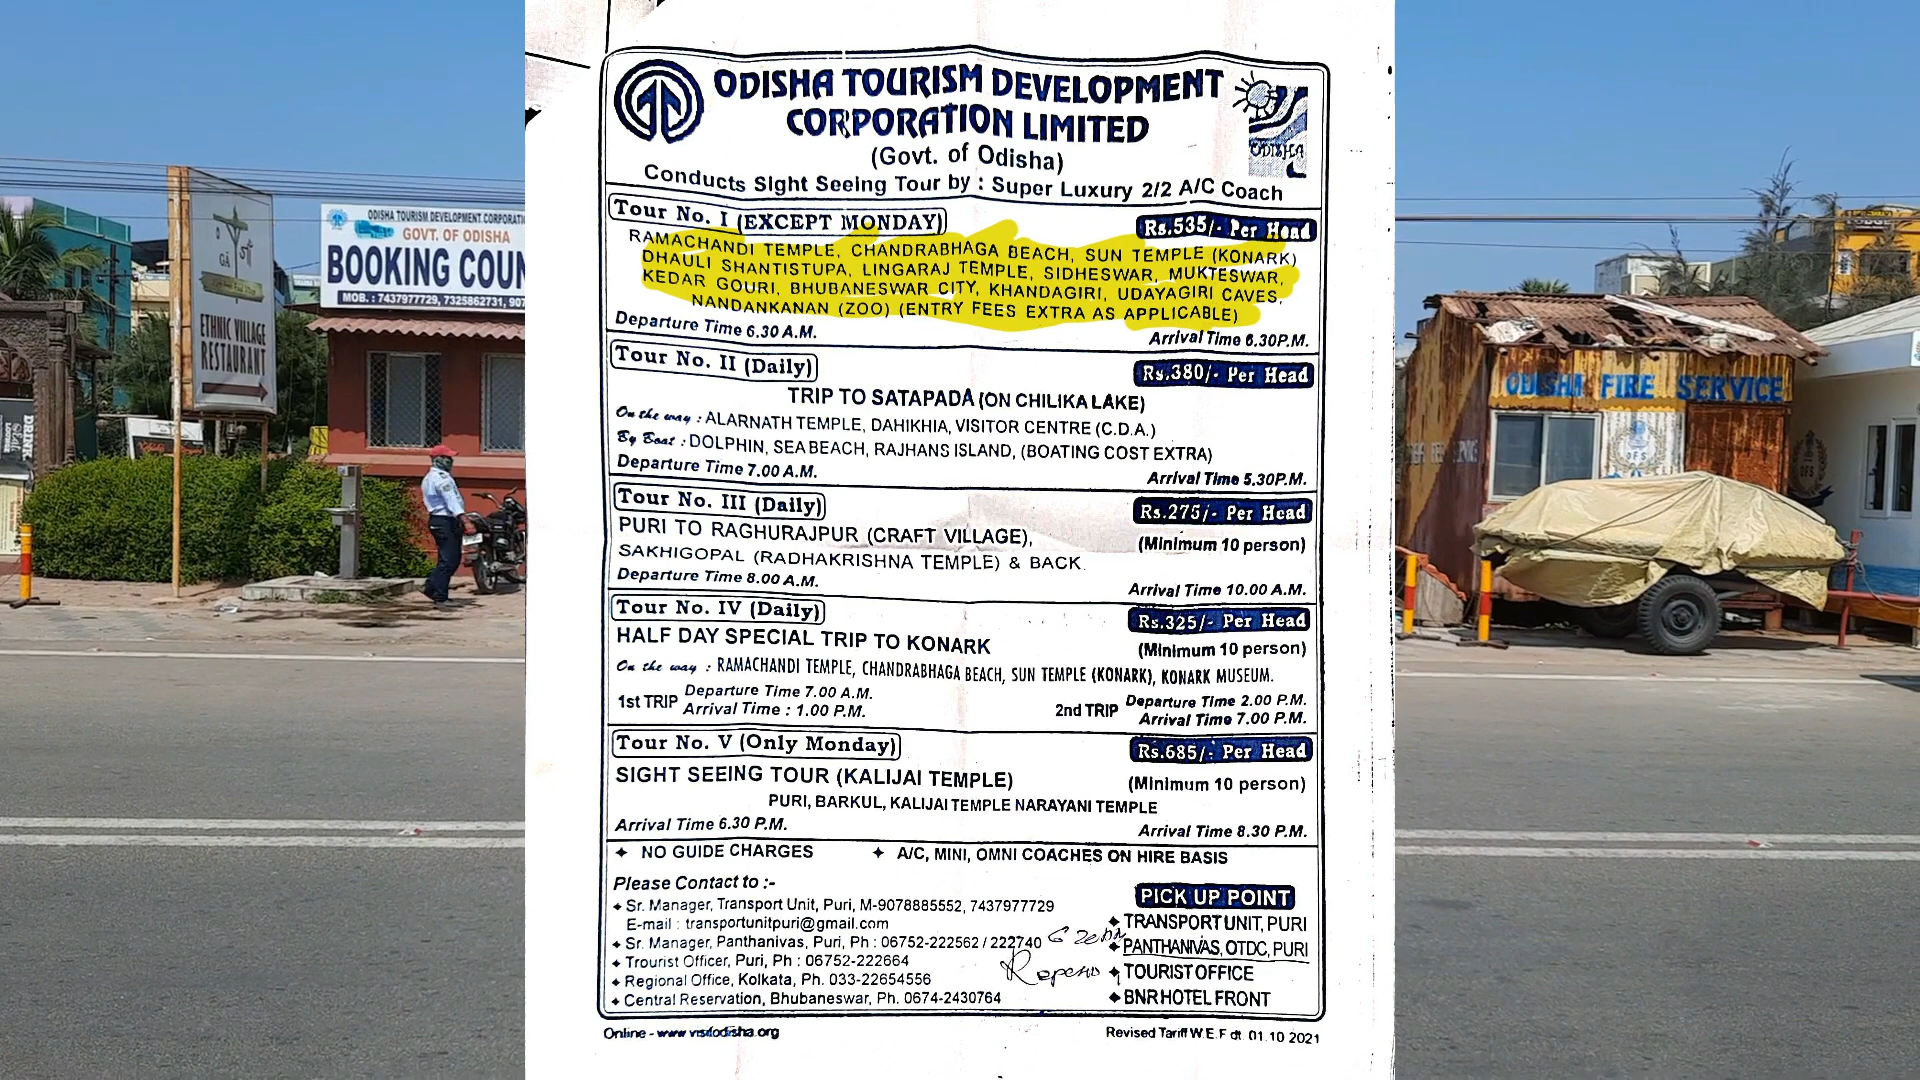 GÃ
ETHNIC VILLAGE
RESTAURANT
ODISHA TOURISM DEVELOPMENT CORPORATI
GOVT. OF ODISHA
BOOKING COUN
MOB. : 7437977729, 7325862731, 907
ODISHA TOURISM DEVELOPMENT
CORPORATION LIMITED
(Govt. of Odisha)
ODISHA
Conducts Sight Seeing Tour by : Super Luxury 2/2 A/C Coach
Tour No. I (EXCEPT MONDAY) Rs.535/- Per Head
RAMACHANDI TEMPLE, CHANDRABHAGA BEACH, SUN TEMPLE (KONARK)
DHAULI SHANTISTUPA, LINGARAJ TEMPLE, SIDHESWAR, MUKTESWAR,
KEDAR GOURI, BHUBANESWAR CITY, KHANDAGIRI, UDAYAGIRI CAVES,
NANDANKANAN (ZOO) (ENTRY FEES EXTRA AS APPLICABLE)
Departure Time 6.30 A.M. Arrival Time 6.30P.M.
Tour No. II (Daily) Rs.380/- Per Head
TRIP TO SATAPADA (ON CHILIKA LAKE)
On the way : ALARNATH TEMPLE, DAHIKHIA, VISITOR CENTRE (C.D.A.)
By Boat : DOLPHIN, SEA BEACH, RAJHANS ISLAND, (BOATING COST EXTRA)
Departure Time 7.00 A.M. Arrival Time 5.30P.M.
Tour No. III (Daily) Rs.275/- Per Head
PURI TO RAGHURAJPUR (CRAFT VILLAGE), (Minimum 10 person)
SAKHIGOPAL (RADHAKRISHNA TEMPLE) & BACK.
Departure Time 8.00 A.M. Arrival Time 10.00 A.M.
Tour No. IV (Daily) Rs.325/- Per Head
HALF DAY SPECIAL TRIP TO KONARK (Minimum 10 person)
On the way : RAMACHANDI TEMPLE, CHANDRABHAGA BEACH, SUN TEMPLE (KONARK), KONARK MUSEUM.
1st TRIP Departure Time 7.00 A.M. 2nd TRIP Departure Time 2.00 P.M.
Arrival Time : 1.00 P.M. Arrival Time 7.00 P.M.
Tour No. V (Only Monday) Rs.685/- Per Head
SIGHT SEEING TOUR (KALIJAI TEMPLE) (Minimum 10 person)
PURI, BARKUL, KALIJAI TEMPLE NARAYANI TEMPLE
Arrival Time 6.30 P.M. Arrival Time 8.30 P.M.
✦ NO GUIDE CHARGES ✦ A/C, MINI, OMNI COACHES ON HIRE BASIS
Please Contact to :-
✦ Sr. Manager, Transport Unit, Puri, M-9078885552, 7437977729
E-mail : transportunitpuri@gmail.com
✦ Sr. Manager, Panthanivas, Puri, Ph : 06752-222562 / 222740
✦ Trourist Officer, Puri, Ph : 06752-222664
✦ Regional Office, Kolkata, Ph. 033-22654556
✦ Central Reservation, Bhubaneswar, Ph. 0674-2430764
PICK UP POINT
✦ TRANSPORT UNIT, PURI
✦ PANTHANIVAS, OTDC, PURI
✦ TOURIST OFFICE
✦ BNR HOTEL FRONT
Online - www.visitodisha.org Revised Tariff W.E.F dt. 01.10.2021
ODISHA FIRE SERVICE
OFS